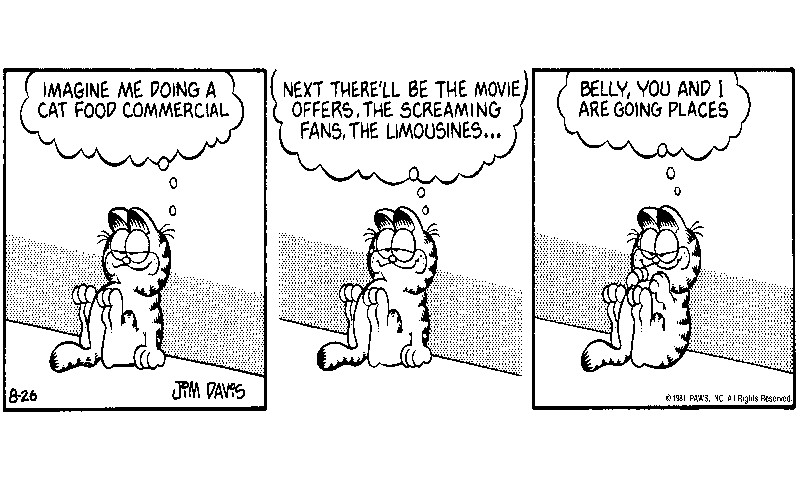 IMAGINE ME DOING A
CAT FOOD COMMERCIAL
NEXT THERE'LL BE THE MOVIE
OFFERS, THE SCREAMING
FANS, THE LIMOUSINES...
BELLY, YOU AND I
ARE GOING PLACES
8-26
JIM DAVIS
© 1981 PAWS, INC. All Rights Reserved.